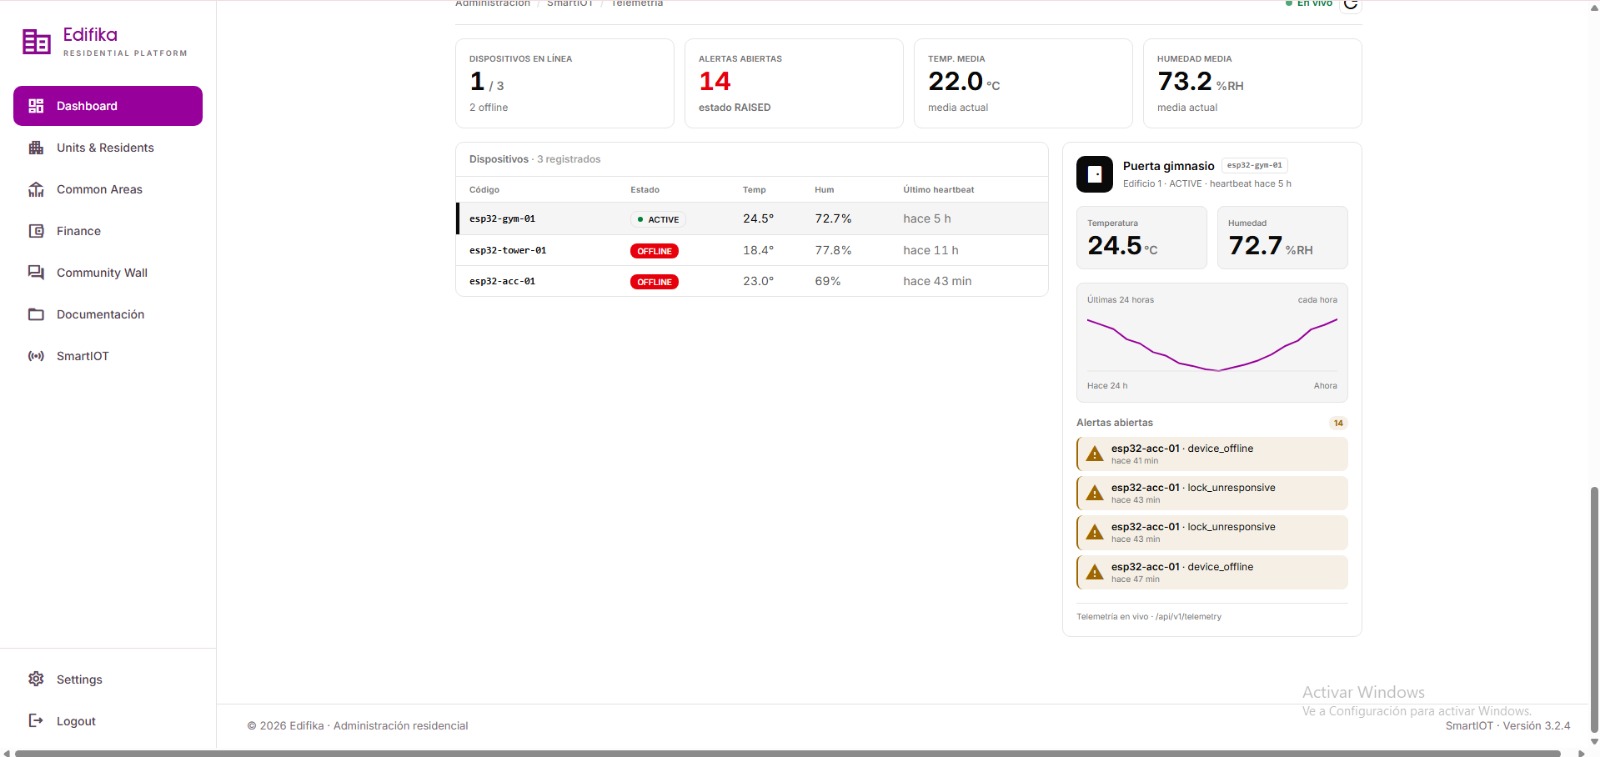 Administración / SmartIOT / Telemetría
En vivo
Edifika
RESIDENTIAL PLATFORM
Dashboard
Units & Residents
Common Areas
Finance
Community Wall
Documentación
SmartIOT
Settings
Logout
DISPOSITIVOS EN LÍNEA
1 / 3
2 offline
ALERTAS ABIERTAS
14
estado RAISED
TEMP. MEDIA
22.0 °C
media actual
HUMEDAD MEDIA
73.2 %RH
media actual
Dispositivos · 3 registrados
Código Estado Temp Hum Último heartbeat
esp32-gym-01 ACTIVE 24.5° 72.7% hace 5 h
esp32-tower-01 OFFLINE 18.4° 77.8% hace 11 h
esp32-acc-01 OFFLINE 23.0° 69% hace 43 min
Puerta gimnasio esp32-gym-01
Edificio 1 · ACTIVE · heartbeat hace 5 h
Temperatura
24.5 °C
Humedad
72.7 %RH
Últimas 24 horas cada hora
Hace 24 h Ahora
Alertas abiertas 14
esp32-acc-01 · device_offline
hace 41 min
esp32-acc-01 · lock_unresponsive
hace 43 min
esp32-acc-01 · lock_unresponsive
hace 43 min
esp32-acc-01 · device_offline
hace 47 min
Telemetría en vivo · /api/v1/telemetry
Activar Windows
Ve a Configuración para activar Windows.
© 2026 Edifika · Administración residencial
SmartIOT · Versión 3.2.4